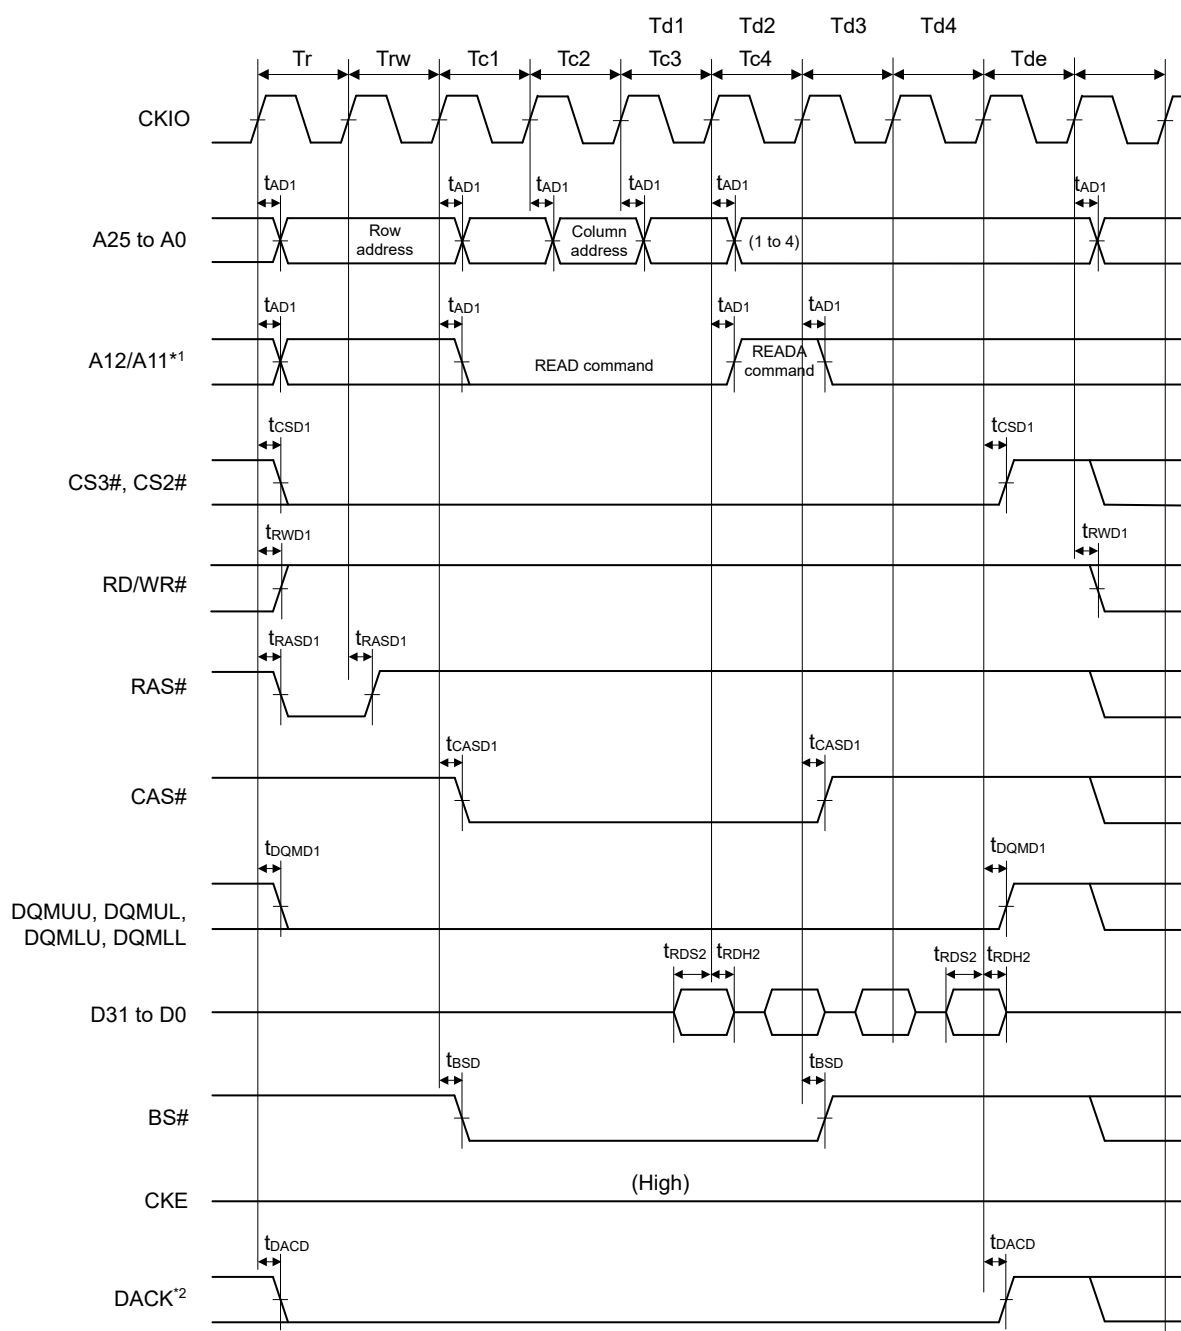 Td1 Td2 Td3 Td4
Tr Trw Tc1 Tc2 Tc3 Tc4 Tde
CKIO
tAD1 tAD1 tAD1 tAD1 tAD1 tAD1
A25 to A0
Row
address
Column
address
(1 to 4)
tAD1 tAD1 tAD1 tAD1
A12/A11*1
READ command
READA
command
tCSD1 tCSD1
CS3#, CS2#
tRWD1 tRWD1
RD/WR#
tRASD1 tRASD1
RAS#
tCASD1 tCASD1
CAS#
tDQMD1 tDQMD1
DQMUU, DQMUL,
DQMLU, DQMLL
tRDS2 tRDH2 tRDS2 tRDH2
D31 to D0
tBSD tBSD
BS#
(High)
CKE
tDACD tDACD
DACK*2